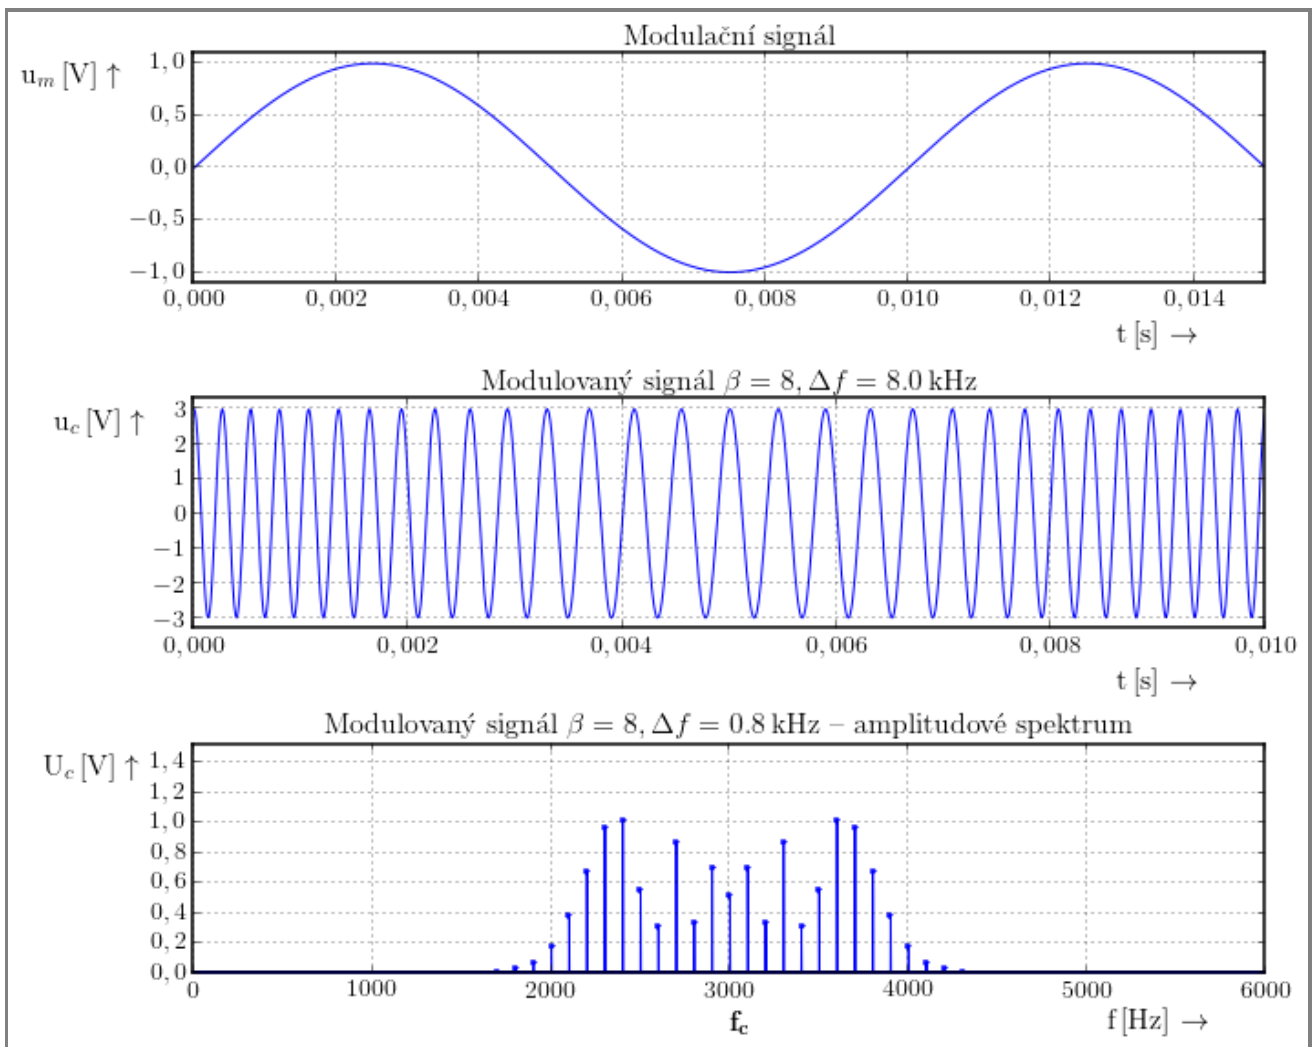 Modulační signál
u_m [V] ↑
1,0
0,5
0,0
−0,5
−1,0
0,000 0,002 0,004 0,006 0,008 0,010 0,012 0,014
t [s] →
Modulovaný signál β = 8, Δf = 8.0 kHz
u_c [V] ↑
3
2
1
0
−1
−2
−3
0,000 0,002 0,004 0,006 0,008 0,010
t [s] →
Modulovaný signál β = 8, Δf = 0.8 kHz – amplitudové spektrum
U_c [V] ↑
1,4
1,2
1,0
0,8
0,6
0,4
0,2
0,0
0 1000 2000 3000 4000 5000 6000
f_c
f [Hz] →